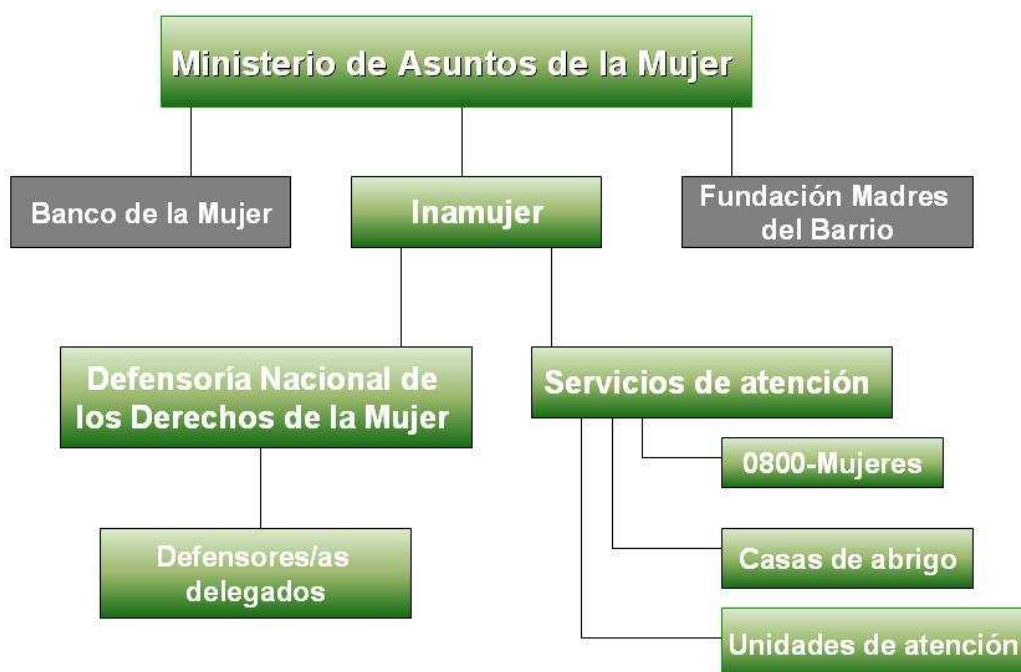 Ministerio de Asuntos de la Mujer
Banco de la Mujer
Inamujer
Fundación Madres
del Barrio
Defensoría Nacional de
los Derechos de la Mujer
Servicios de atención
0800-Mujeres
Defensores/as
delegados
Casas de abrigo
Unidades de atención